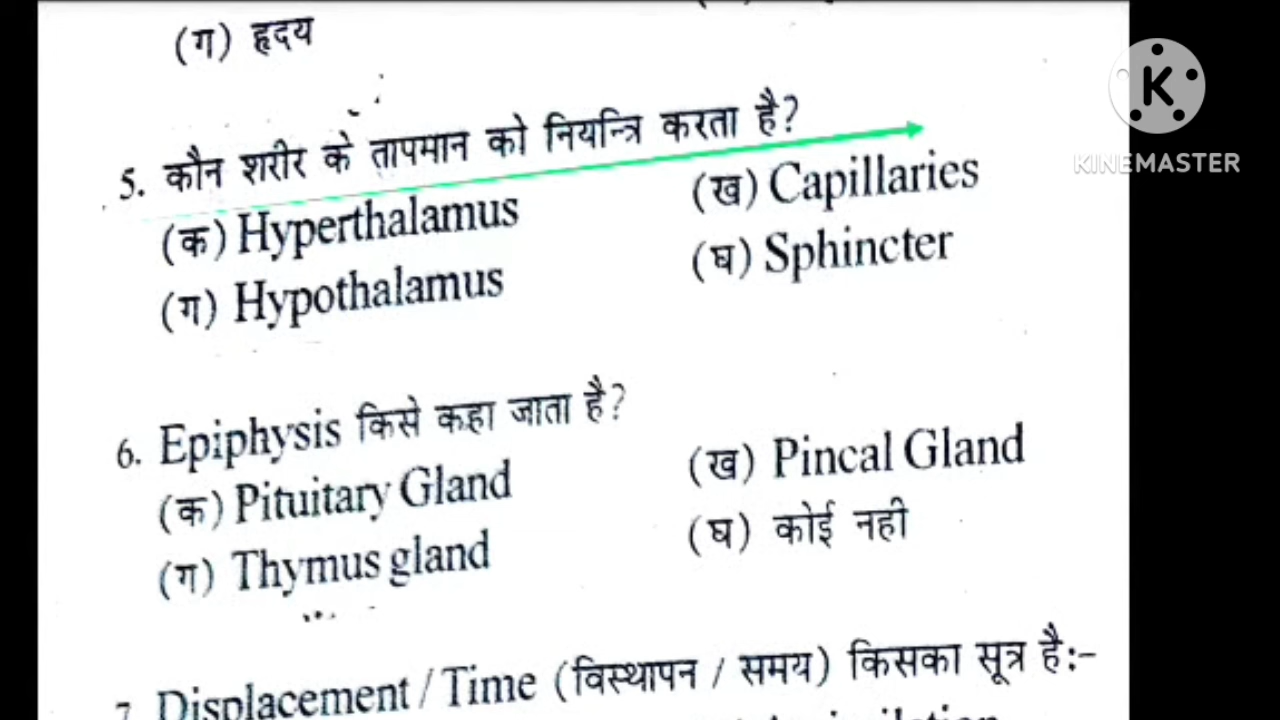 (ग) हृदय
5. कौन शरीर के तापमान को नियन्त्रि करता है?
(क) Hyperthalamus (ख) Capillaries
(ग) Hypothalamus (घ) Sphincter
6. Epiphysis किसे कहा जाता है?
(क) Pituitary Gland (ख) Pincal Gland
(ग) Thymus gland (घ) कोई नही
7. Displacement / Time (विस्थापन / समय) किसका सूत्र है:-
K
KINEMASTER